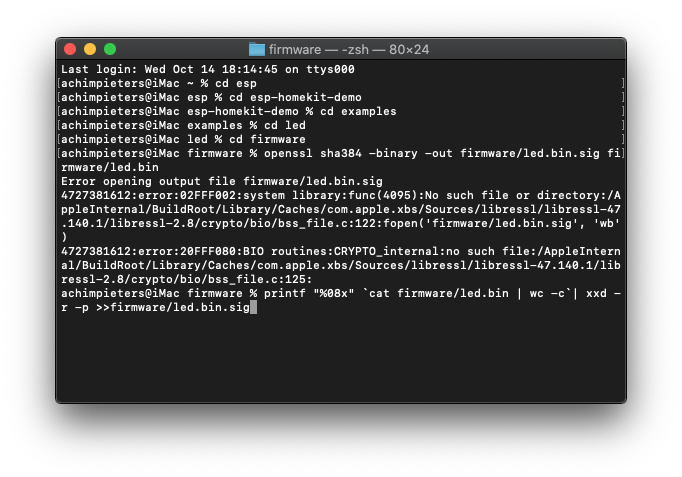 firmware — -zsh — 80×24
Last login: Wed Oct 14 18:14:45 on ttys000
[achimpieters@iMac ~ % cd esp ]
[achimpieters@iMac esp % cd esp-homekit-demo ]
[achimpieters@iMac esp-homekit-demo % cd examples ]
[achimpieters@iMac examples % cd led ]
[achimpieters@iMac led % cd firmware ]
[achimpieters@iMac firmware % openssl sha384 -binary -out firmware/led.bin.sig fi]
rmware/led.bin
Error opening output file firmware/led.bin.sig
4727381612:error:02FFF002:system library:func(4095):No such file or directory:/A
ppleInternal/BuildRoot/Library/Caches/com.apple.xbs/Sources/libressl/libressl-47
.140.1/libressl-2.8/crypto/bio/bss_file.c:122:fopen('firmware/led.bin.sig', 'wb'
)
4727381612:error:20FFF080:BIO routines:CRYPTO_internal:no such file:/AppleIntern
al/BuildRoot/Library/Caches/com.apple.xbs/Sources/libressl/libressl-47.140.1/lib
ressl-2.8/crypto/bio/bss_file.c:125:
achimpieters@iMac firmware % printf "%08x" `cat firmware/led.bin | wc -c`| xxd -
r -p >>firmware/led.bin.sig